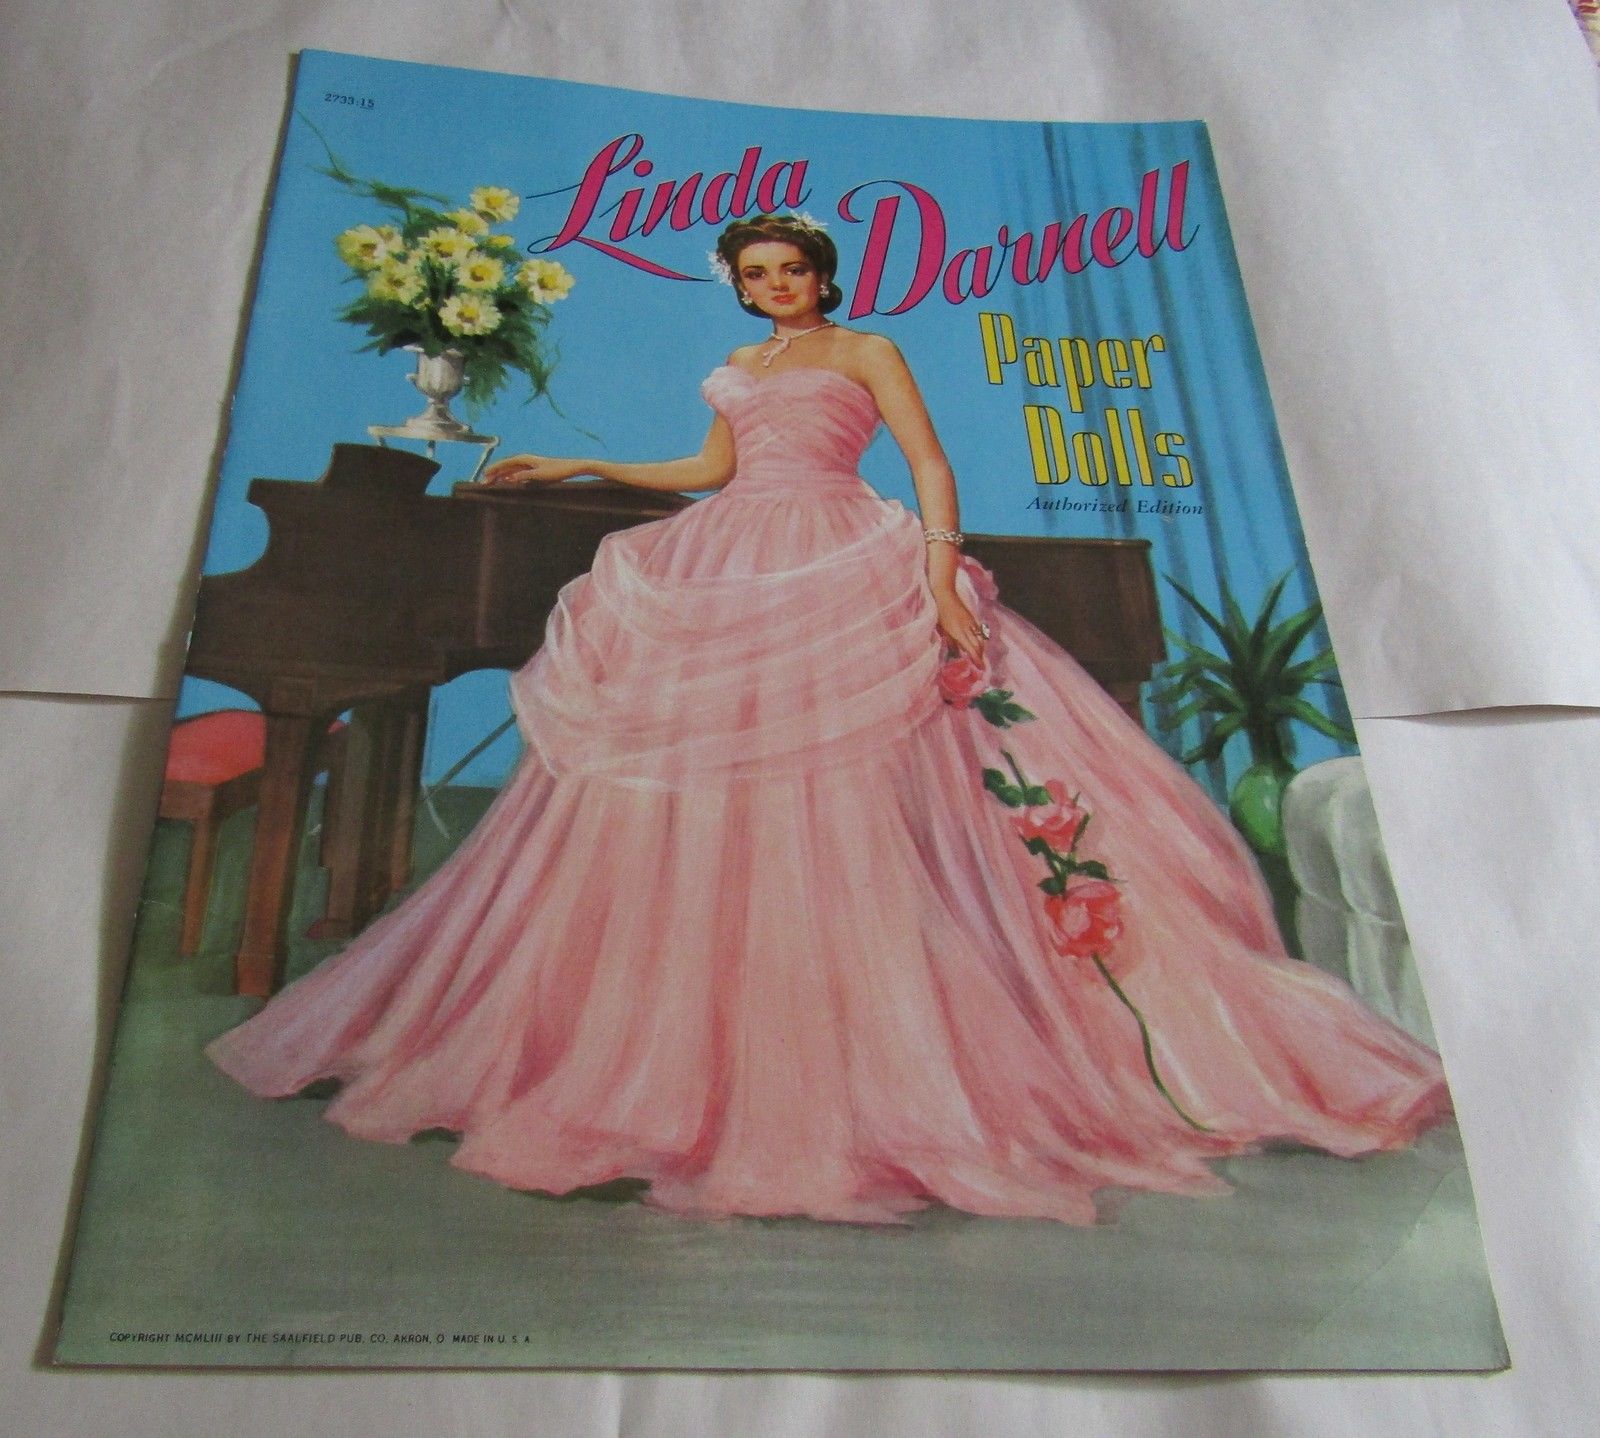 2733:15
Linda Darnell
Paper
Dolls
Authorized Edition
COPYRIGHT MCMLIII BY THE SAALFIELD PUB. CO. AKRON, O MADE IN U. S. A.